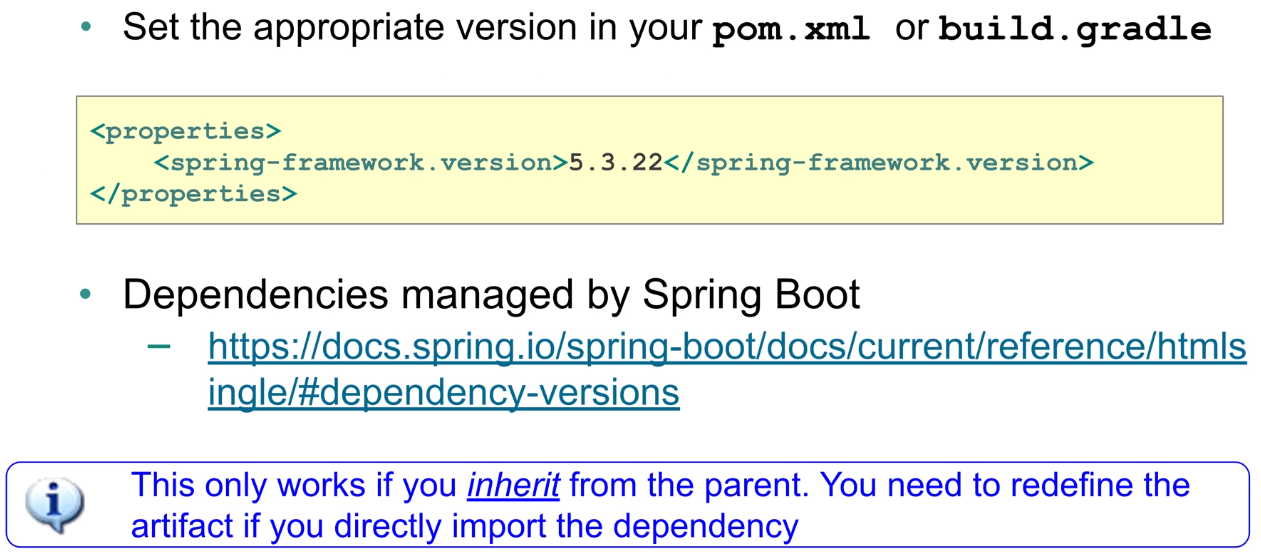 • Set the appropriate version in your pom.xml or build.gradle
<properties>
    <spring-framework.version>5.3.22</spring-framework.version>
</properties>
• Dependencies managed by Spring Boot
– https://docs.spring.io/spring-boot/docs/current/reference/htmls
ingle/#dependency-versions
This only works if you inherit from the parent. You need to redefine the
artifact if you directly import the dependency